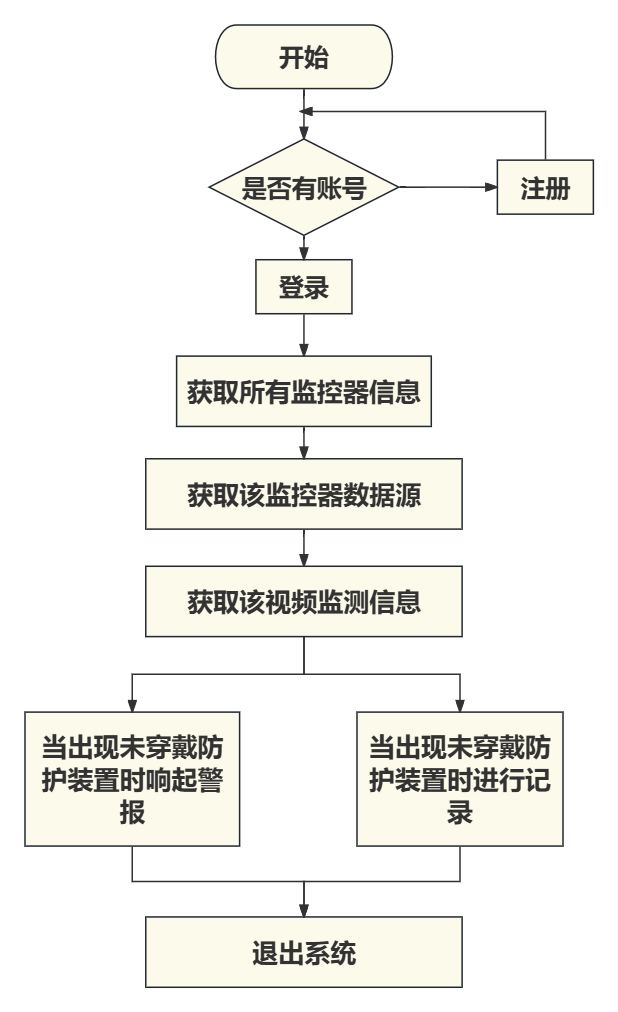 开始
是否有账号
注册
登录
获取所有监控器信息
获取该监控器数据源
获取该视频监测信息
当出现未穿戴防
护装置时响起警
报
当出现未穿戴防
护装置时进行记
录
退出系统